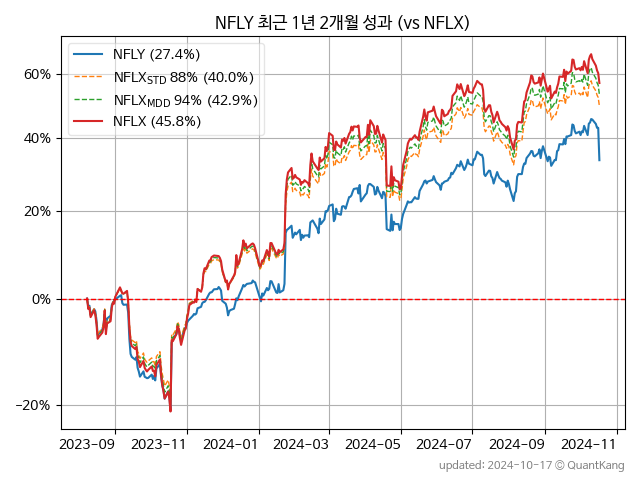 NFLY 최근 1년 2개월 성과 (vs NFLX)
NFLY (27.4%)
NFLXSTD 88% (40.0%)
NFLXMDD 94% (42.9%)
NFLX (45.8%)
60%
40%
20%
0%
−20%
2023-09 2023-11 2024-01 2024-03 2024-05 2024-07 2024-09 2024-11
updated: 2024-10-17 © QuantKang